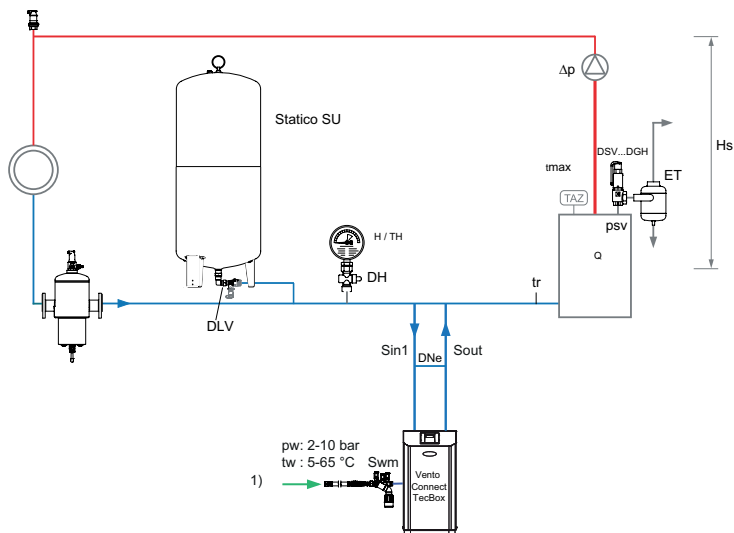 Δp
Statico SU
Hs
DSV...DGH
tmax
ET
TAZ
H / TH
psv
Q
DH
tr
DLV
Sin1
Sout
DNe
pw: 2-10 bar
tw : 5-65 °C
Swm
1)
Vento
Connect
TecBox